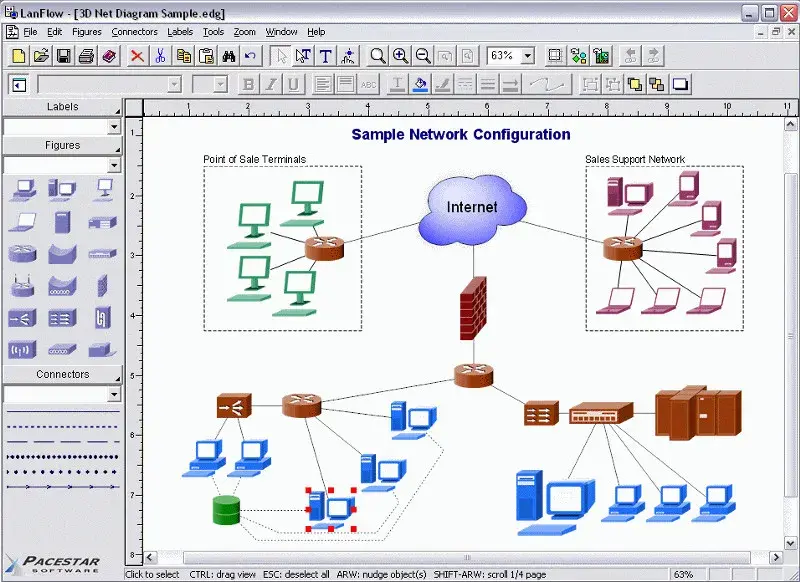 LanFlow - [3D Net Diagram Sample.edg]
File Edit Figures Connectors Labels Tools Zoom Window Help
T T 63%
B I U ABC T
Labels
1 2 3 4 5 6 7 8 9 10 11
Figures
Connectors
1
2
3
4
5
6
7
8
Sample Network Configuration
Point of Sale Terminals
Internet
Sales Support Network
PACESTAR
SOFTWARE
Click to select CTRL: drag view ESC: deselect all ARW: nudge object(s) SHIFT-ARW: scroll 1/4 page 63%